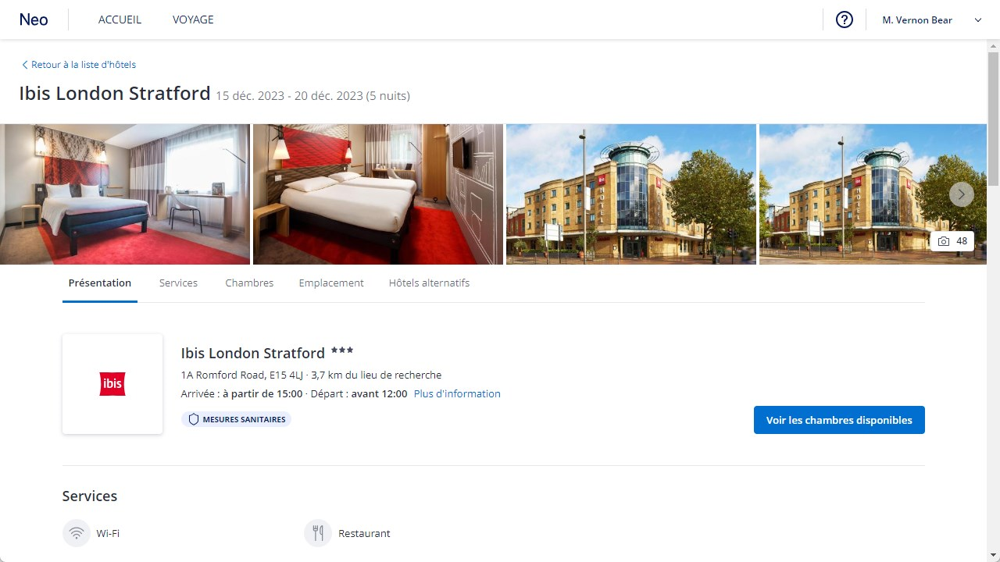 Neo ACCUEIL VOYAGE M. Vernon Bear
Retour à la liste d'hôtels
Ibis London Stratford 15 déc. 2023 - 20 déc. 2023 (5 nuits)
48
Présentation Services Chambres Emplacement Hôtels alternatifs
ibis
Ibis London Stratford
1A Romford Road, E15 4LJ · 3,7 km du lieu de recherche
Arrivée : à partir de 15:00 · Départ : avant 12:00 Plus d'information
MESURES SANITAIRES
Voir les chambres disponibles
Services
Wi-Fi Restaurant